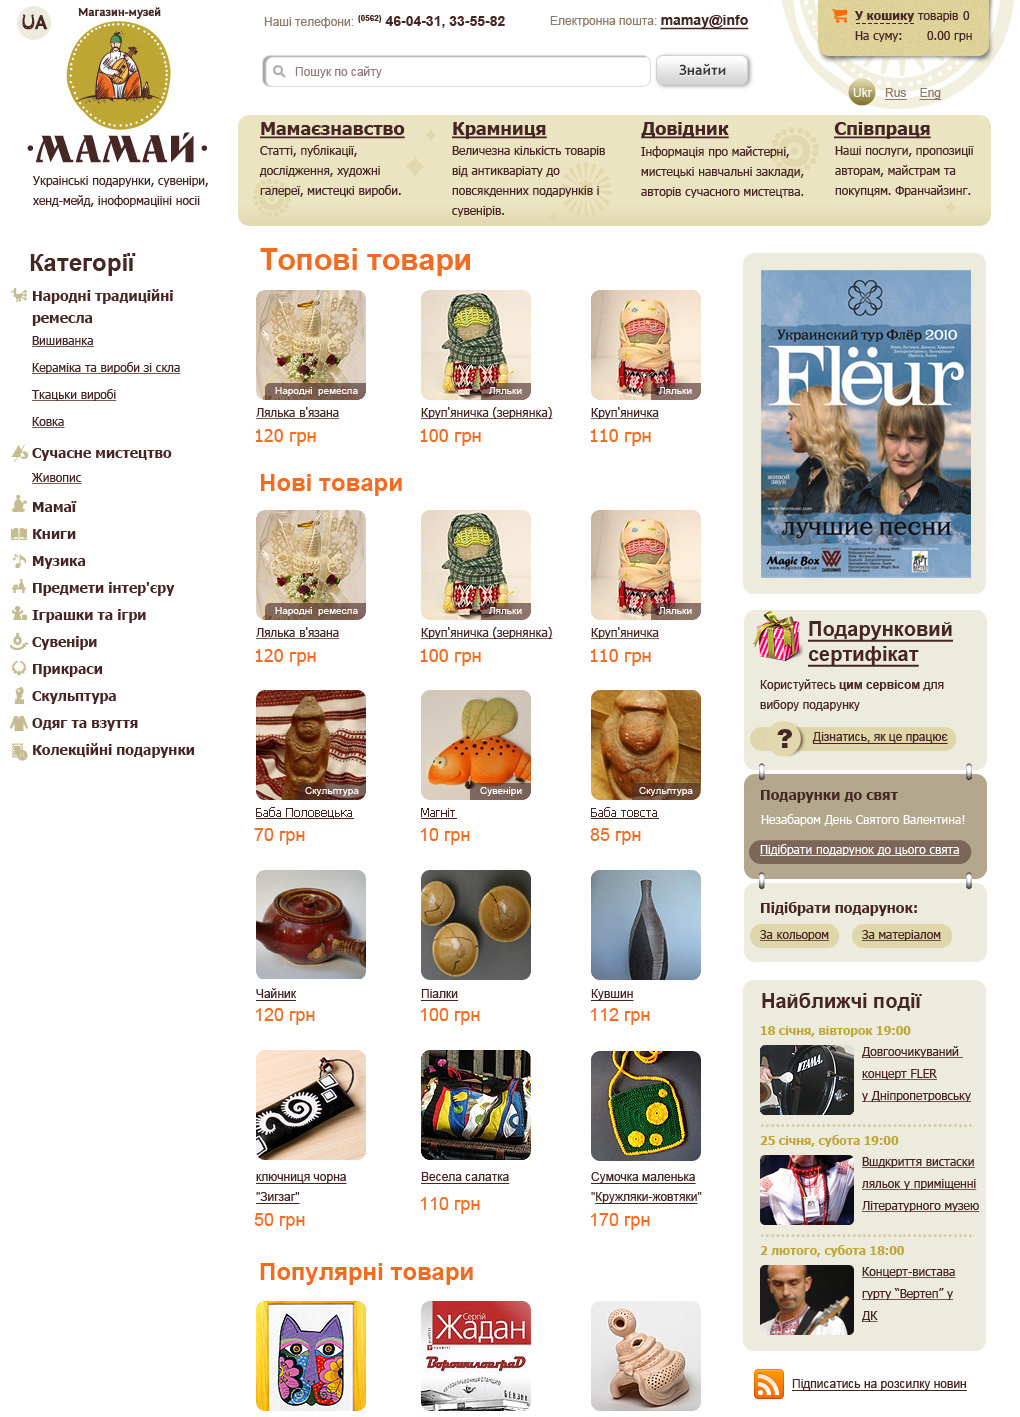 UA
Магазин-музей
·МАМАЙ·
Українські подарунки, сувеніри,
хенд-мейд, іноформаціїні носії
Наші телефони: (0562) 46-04-31, 33-55-82
Електронна пошта: mamay@info
Пошук по сайту
Знайти
У кошику товарів 0
На суму: 0.00 грн
Ukr Rus Eng
Мамаєзнавство
Статті, публікації,
дослідження, художні
галереї, мистецкі вироби.
Крамниця
Величезна кількість товарів
від антикваріату до
повсякденних подарунків і
сувенірів.
Довідник
Інформація про майстерні,
мистецькі навчальні заклади,
авторів сучасного мистецтва.
Співпраця
Наші послуги, пропозиції
авторам, майстрам та
покупцям. Франчайзинг.
Категорії
Народні традиційні
ремесла
Вишиванка
Кераміка та вироби зі скла
Ткацьки виробі
Ковка
Сучасне мистецтво
Живопис
Мамаї
Книги
Музика
Предмети інтер'єру
Іграшки та ігри
Сувеніри
Прикраси
Скульптура
Одяг та взуття
Колекційні подарунки
Топові товари
Народні ремесла
Ляльки
Ляльки
Лялька в'язана
Круп'яничка (зернянка)
Круп'яничка
120 грн
100 грн
110 грн
Нові товари
Народні ремесла
Ляльки
Ляльки
Лялька в'язана
Круп'яничка (зернянка)
Круп'яничка
120 грн
100 грн
110 грн
Скульптура
Сувеніри
Скульптура
Баба Половецька
Магніт
Баба товста
70 грн
10 грн
85 грн
Чайник
Піалки
Кувшин
120 грн
100 грн
112 грн
ключниця чорна
"Зигзаг"
50 грн
Весела салатка
110 грн
Сумочка маленька
"Кружляки-жовтяки"
170 грн
Популярні товари
Сергій
Жадан
Ворошиловград
АВТОЗАПРАВОЧНАЯ СТАНЦИЯ
БЕНЗИН
Украинский тур Флёр 2010
Flëur
живой
звук
лучшие песни
Magic Box
АРТ
Подарунковий
сертифікат
Користуйтесь цим сервісом для
вибору подарунку
? Дізнатись, як це працює
Подарунки до свят
Незабаром День Святого Валентина!
Підібрати подарунок до цього свята
Підібрати подарунок:
За кольором
За матеріалом
Найближчі події
18 січня, вівторок 19:00
TAMA
Довгоочикуваний
концерт FLER
у Дніпропетровську
25 січня, субота 19:00
Вшдкриття вистаски
ляльок у приміщенні
Літературного музею
2 лютого, субота 18:00
Концерт-вистава
гурту “Вертеп” у
ДК
Підписатись на розсилку новин